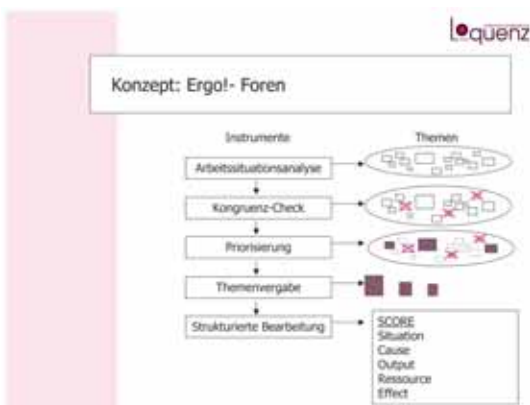 Loquenz
Konzept: Ergo!- Foren
Instrumente
Themen
Arbeitssituationsanalyse
Kongruenz-Check
Priorisierung
Themenvergabe
Strukturierte Bearbeitung
SCORE
Situation
Cause
Output
Ressource
Effect